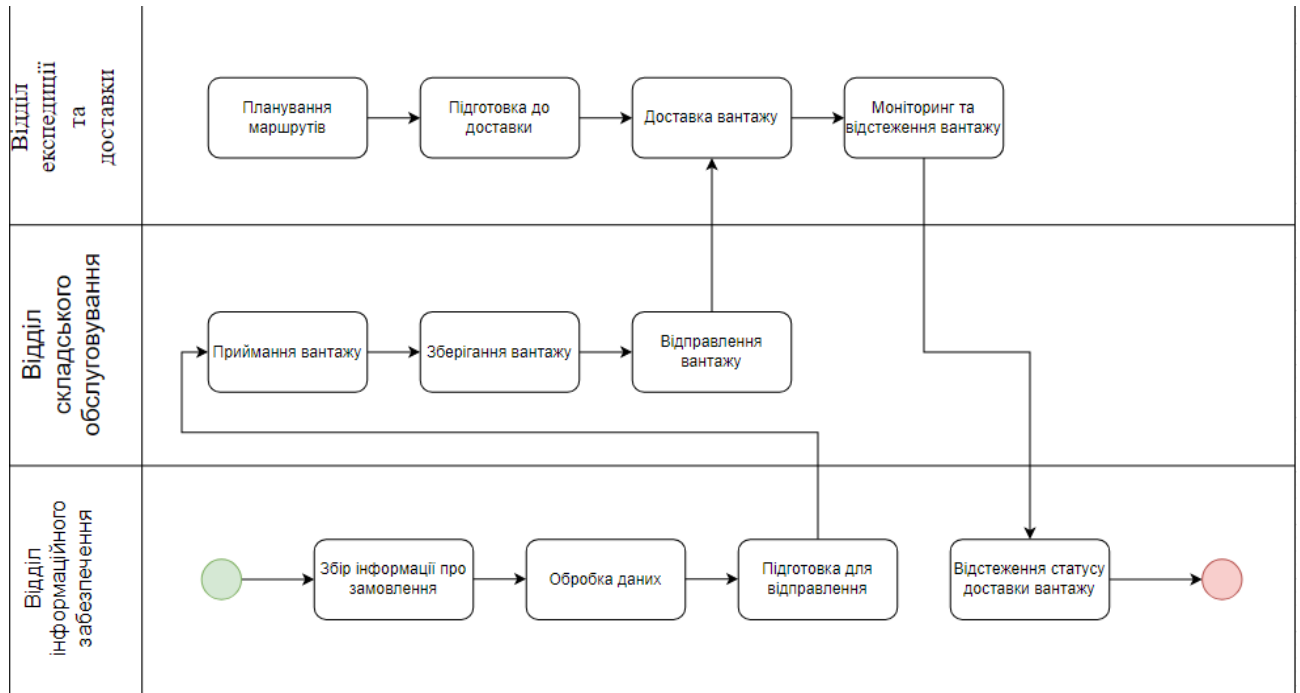 Відділ
експедиції
та
доставки
Планування
маршрутів
Підготовка до
доставки
Доставка вантажу
Моніторинг та
відстеження вантажу
Відділ
складського
обслуговування
Приймання вантажу
Зберігання вантажу
Відправлення
вантажу
Відділ
інформаційного
забезпечення
Збір інформації про
замовлення
Обробка даних
Підготовка для
відправлення
Відстеження статусу
доставки вантажу